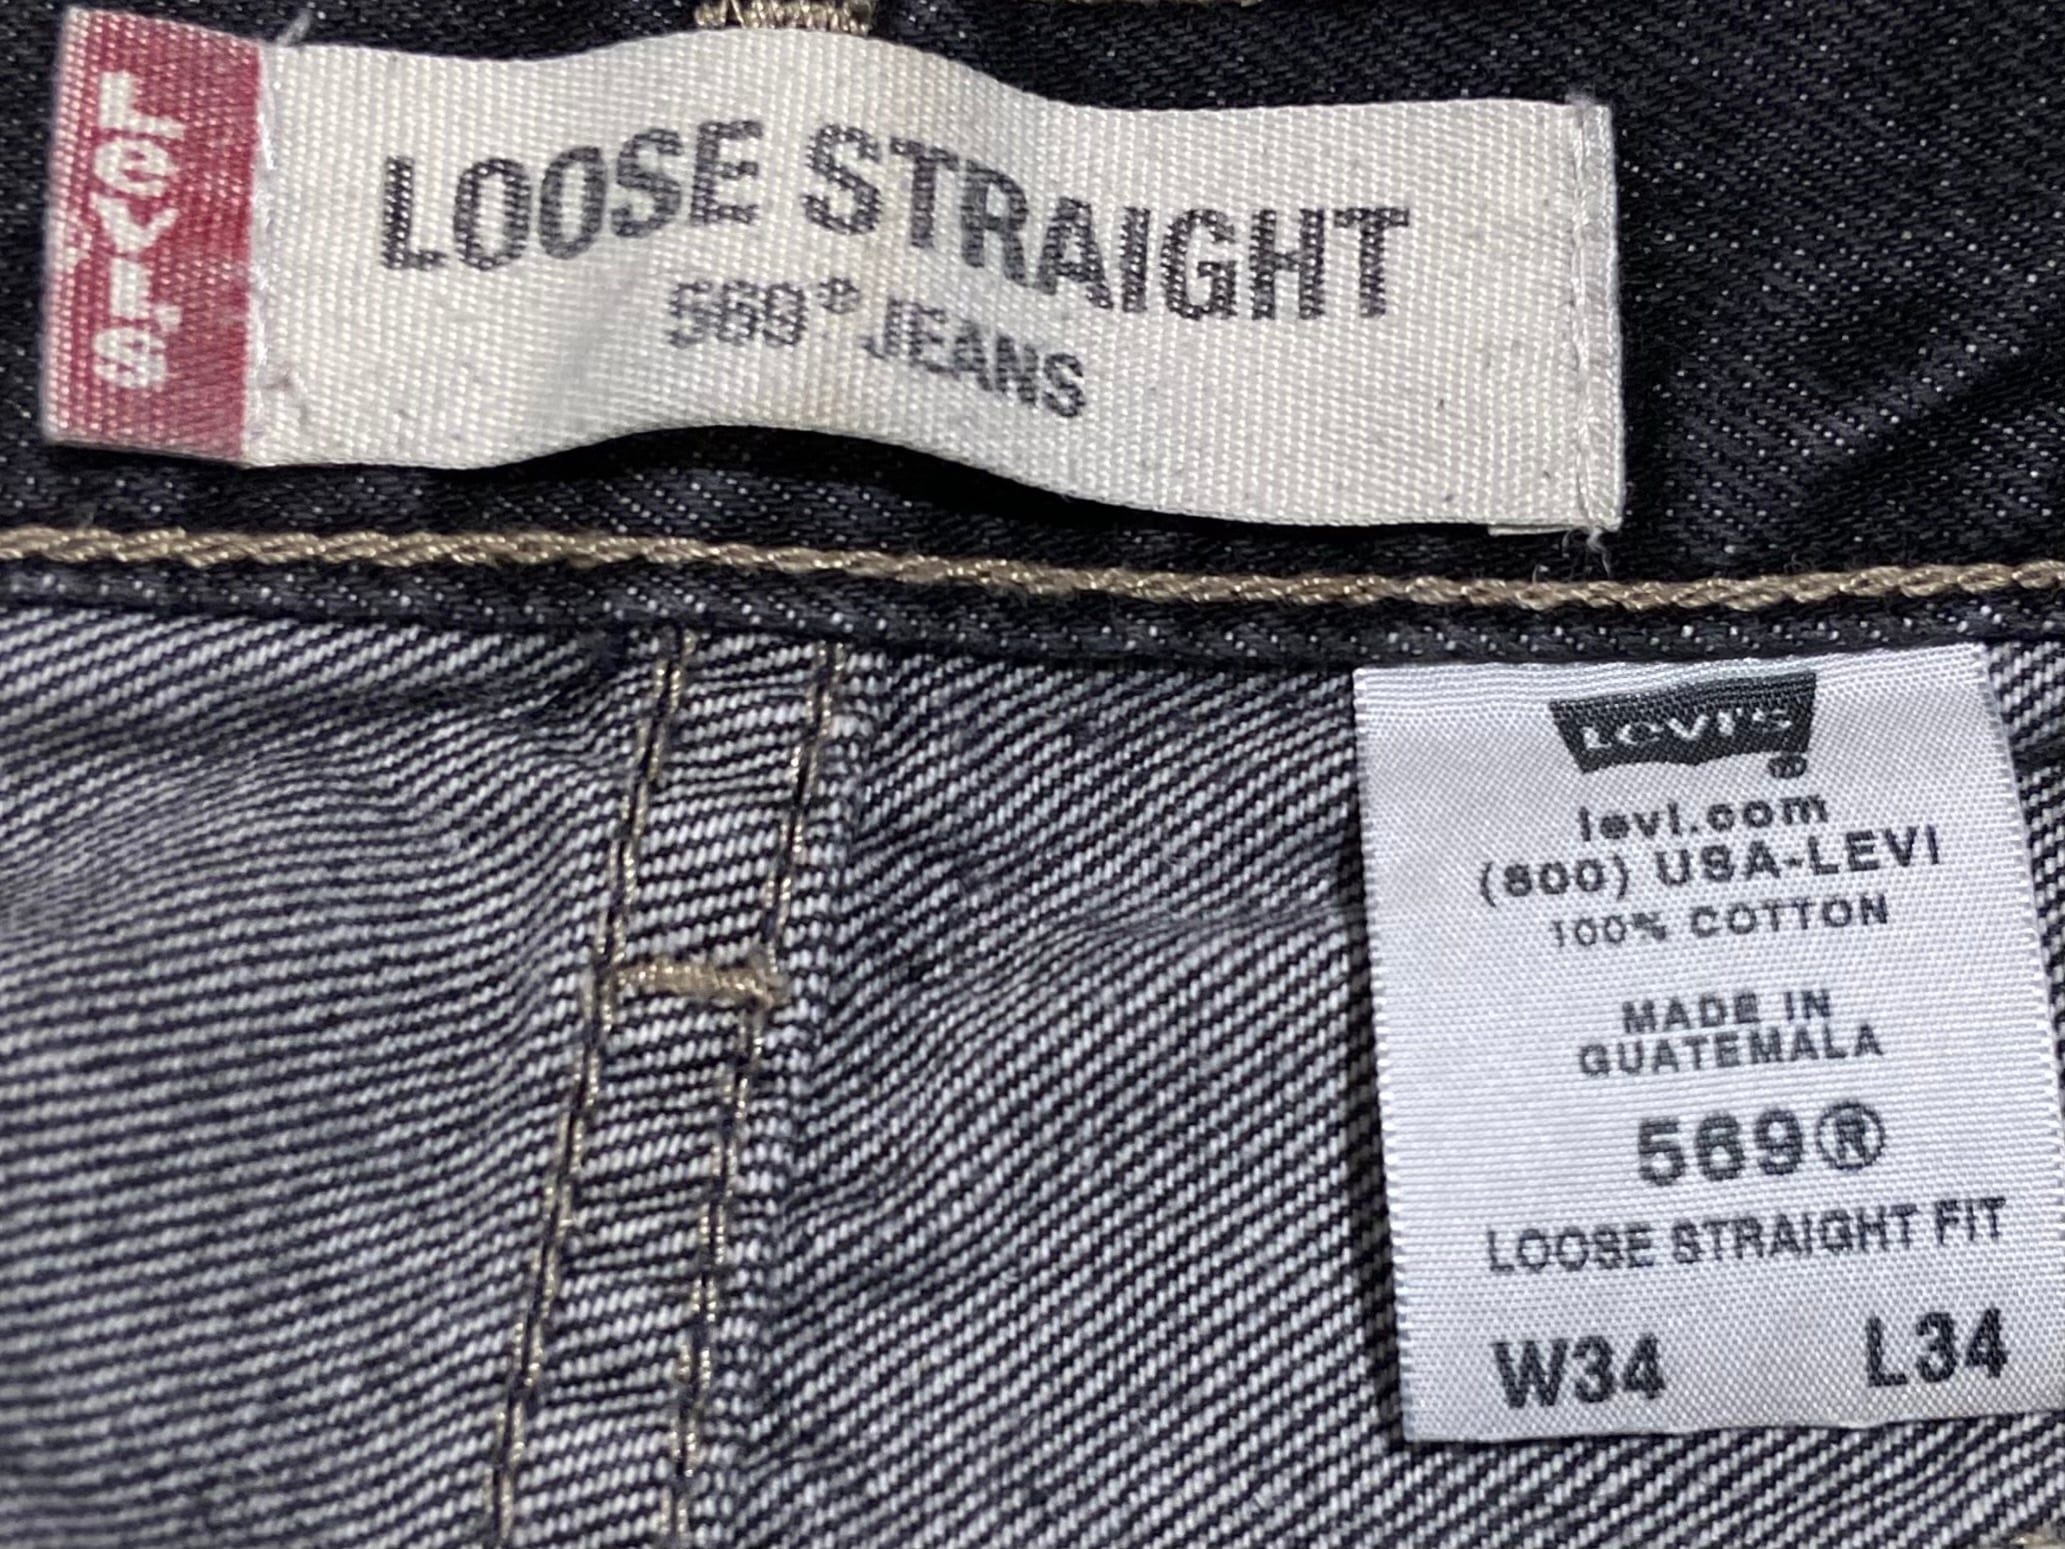 Levi's
LOOSE STRAIGHT
569® JEANS
Levi's
®
levi.com
(800) USA-LEVI
100% COTTON
MADE IN
GUATEMALA
569®
LOOSE STRAIGHT FIT
W34 L34